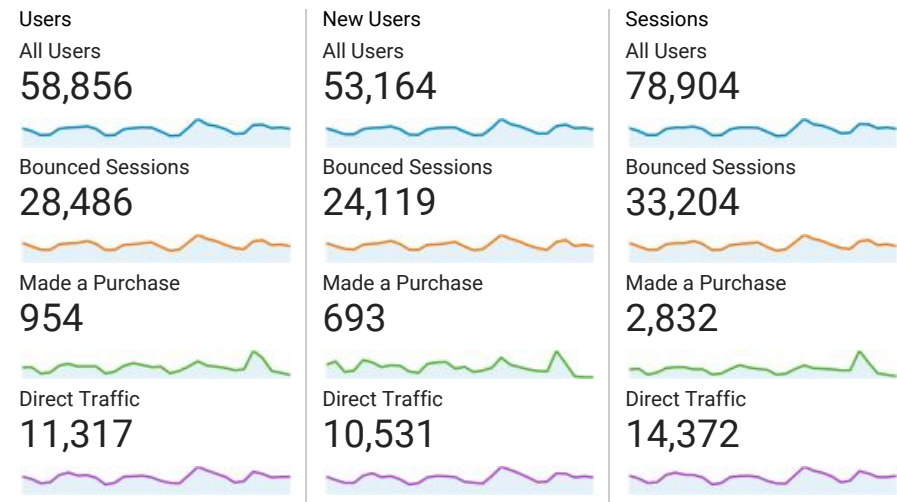 Users
All Users
58,856
Bounced Sessions
28,486
Made a Purchase
954
Direct Traffic
11,317
New Users
All Users
53,164
Bounced Sessions
24,119
Made a Purchase
693
Direct Traffic
10,531
Sessions
All Users
78,904
Bounced Sessions
33,204
Made a Purchase
2,832
Direct Traffic
14,372